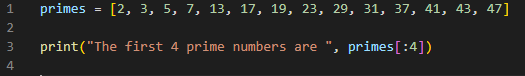 1 primes = [2, 3, 5, 7, 13, 17, 19, 23, 29, 31, 37, 41, 43, 47]
2
3 print("The first 4 prime numbers are ", primes[:4])
4